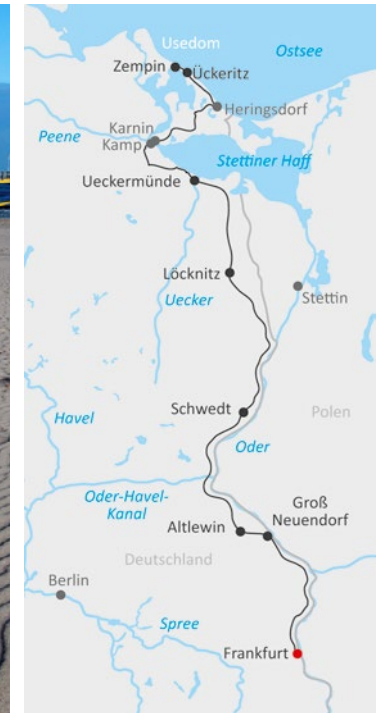 Usedom
Ostsee
Zempin
Ückeritz
Heringsdorf
Peene
Karnin
Kamp
Stettiner Haff
Ueckermünde
Löcknitz
Uecker
Stettin
Schwedt
Polen
Havel
Oder
Oder-Havel-
Kanal
Groß
Neuendorf
Altlewin
Deutschland
Berlin
Spree
Frankfurt